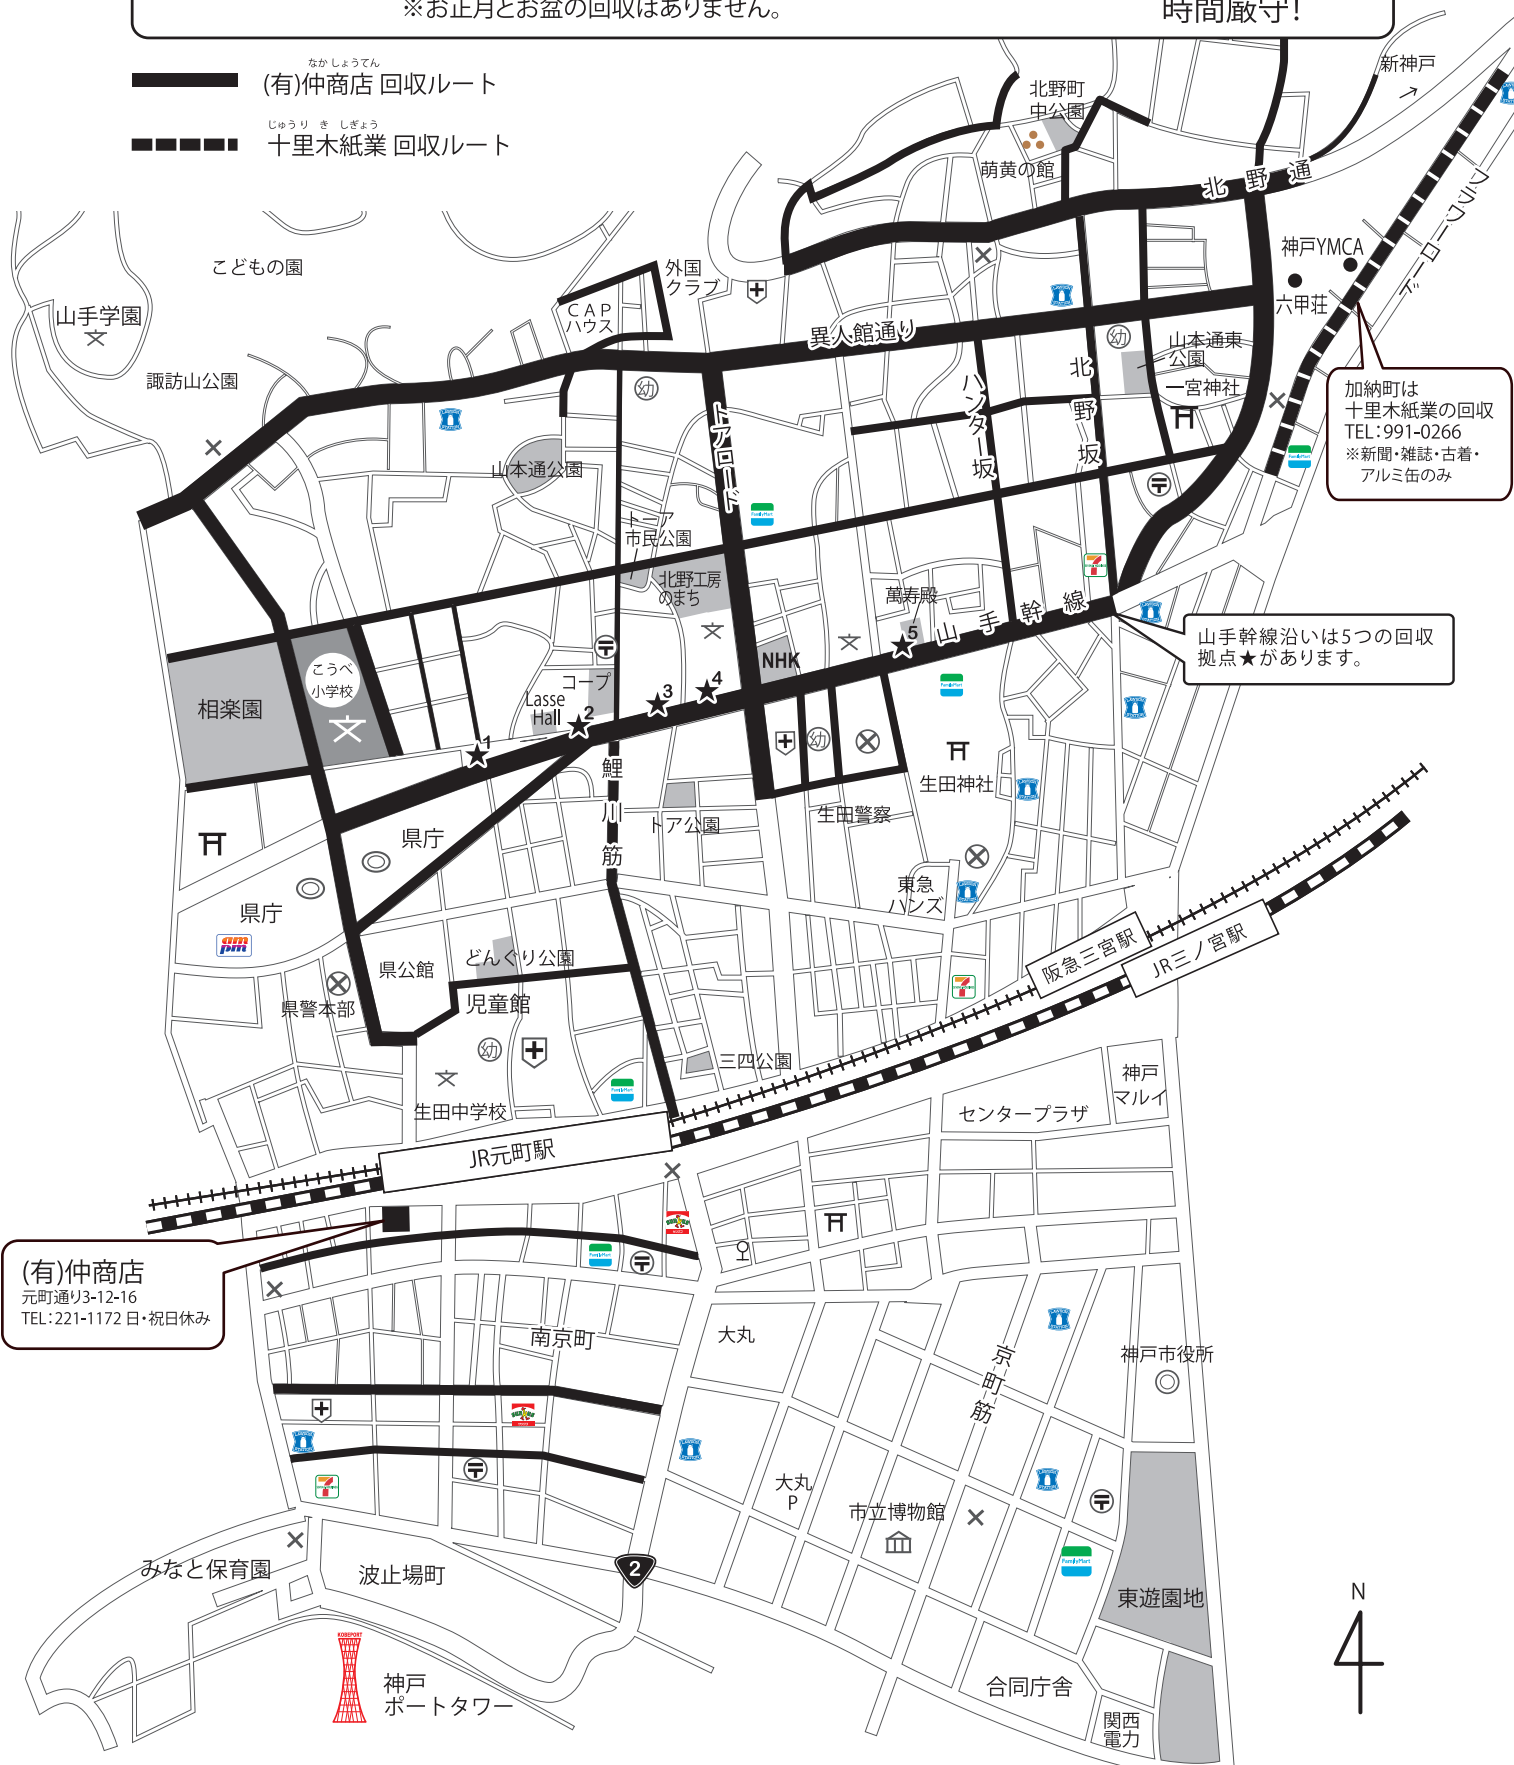 ※お正月とお盆の回収はありません。
時間厳守!
なかしょうてん
(有)仲商店 回収ルート
じゅうりき しぎょう
十里木紙業 回収ルート
新神戸
北野町
中公園
萌黄の館
北野通
フラワーロード
神戸YMCA
六甲荘
こどもの園
外国
クラブ
CAP
ハウス
山手学園
異人館通り
幼
山本通東
公園
一宮神社
諏訪山公園
幼
トアロード
ハンター坂
北野坂
加納町は
十里木紙業の回収
TEL:991-0266
※新聞・雑誌・古着・
アルミ缶のみ
山本通公園
トーア
市民公園
北野工房
のまち
萬寿殿
山手幹線
山手幹線沿いは5つの回収
拠点★があります。
こうべ
小学校
相楽園
NHK
コープ
Lasse
Hall
1
2
3
4
5
鯉川筋
幼
生田神社
トア公園
生田警察
県庁
県庁
東急
ハンズ
am
pm
県公館
どんぐり公園
児童館
県警本部
阪急三宮駅
JR三ノ宮駅
幼
三四公園
神戸
マルイ
生田中学校
センタープラザ
JR元町駅
(有)仲商店
元町通り3-12-16
TEL:221-1172 日・祝日休み
南京町
大丸
京町筋
神戸市役所
大丸
P
市立博物館
みなと保育園
波止場町
2
東遊園地
N
KOBEPORT
神戸
ポートタワー
合同庁舎
関西
電力
FamilyMart